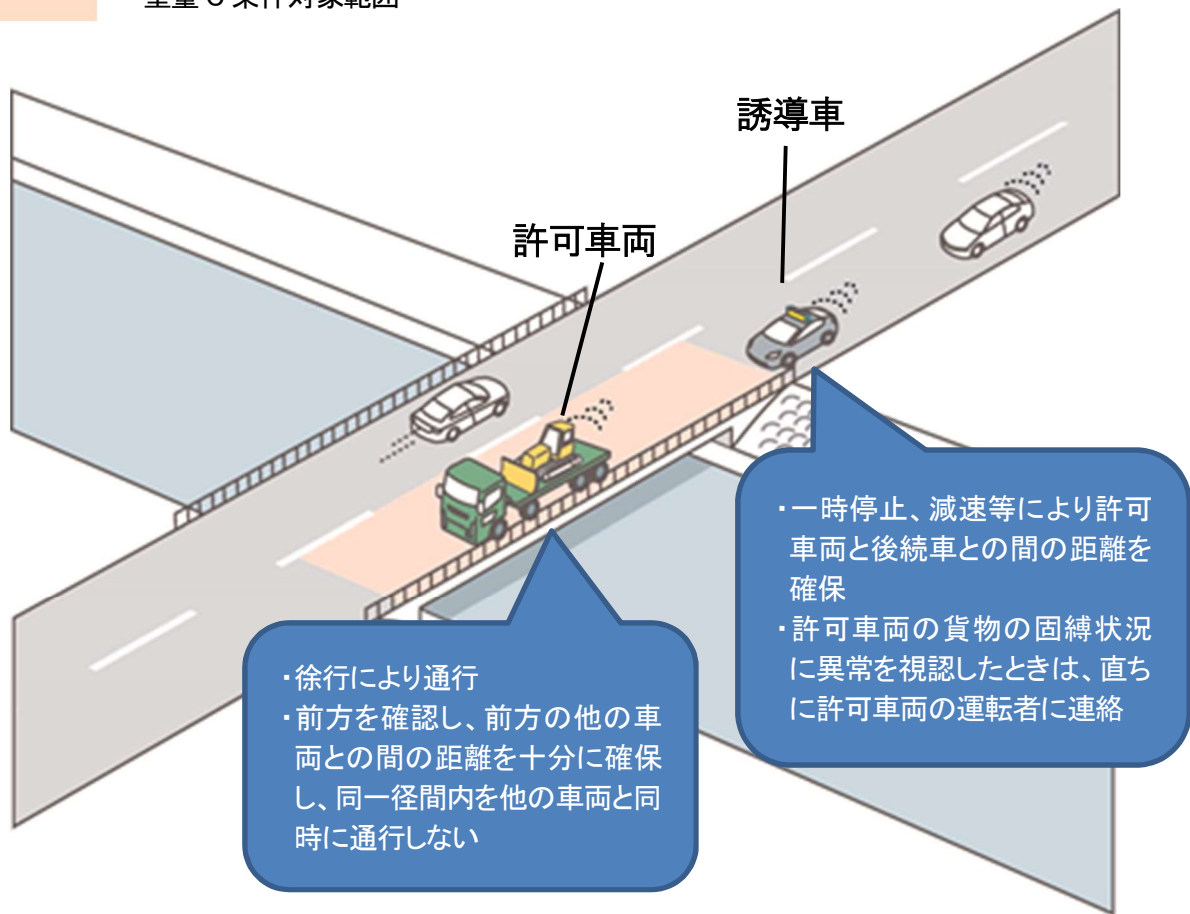 誘導車
許可車両
・一時停止、減速等により許可
車両と後続車との間の距離を
確保
・許可車両の貨物の固縛状況
に異常を視認したときは、直ち
に許可車両の運転者に連絡
・徐行により通行
・前方を確認し、前方の他の車
両との間の距離を十分に確保
し、同一径間内を他の車両と同
時に通行しない